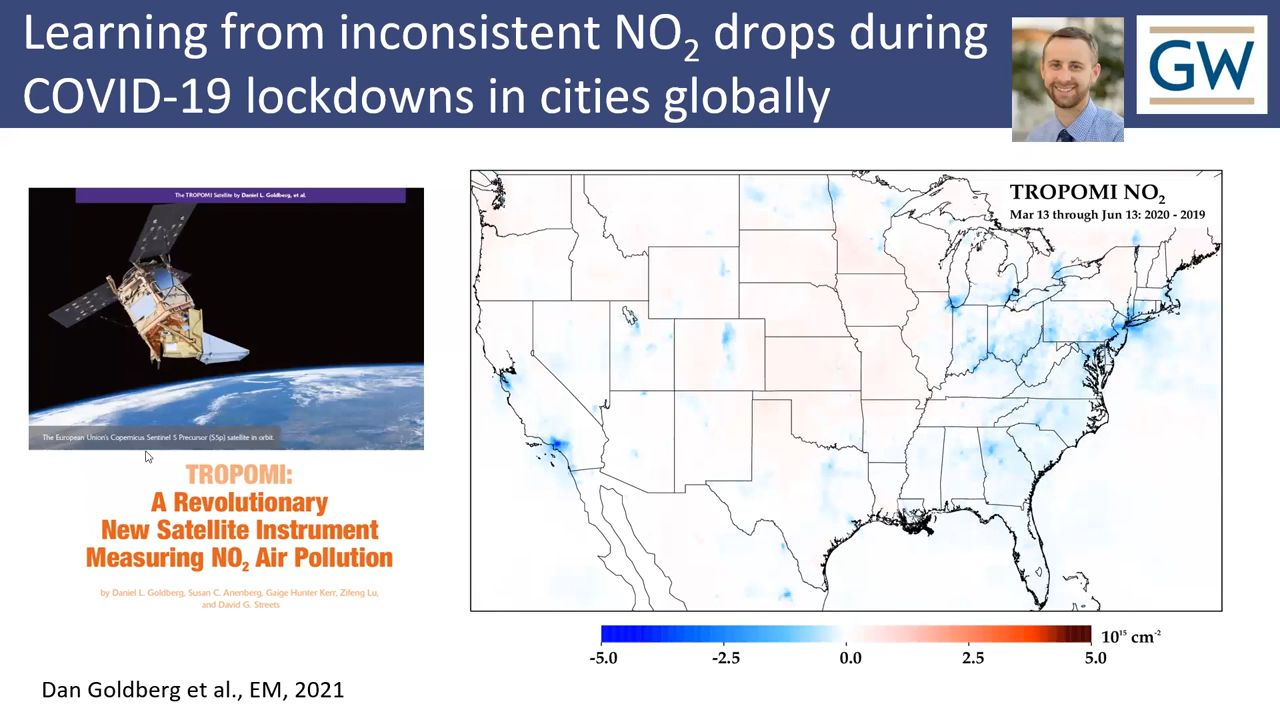 Learning from inconsistent NO₂ drops during
COVID-19 lockdowns in cities globally
GW
The TROPOMI Satellite by Daniel L. Goldberg, et al.
The European Union's Copernicus Sentinel 5 Precursor (S5p) satellite in orbit.
TROPOMI:
A Revolutionary
New Satellite Instrument
Measuring NO₂ Air Pollution
by Daniel L. Goldberg, Susan C. Anenberg, Gaige Hunter Kerr, Zifeng Lu,
and David G. Streets
TROPOMI NO₂
Mar 13 through Jun 13: 2020 - 2019
10¹⁵ cm⁻²
-5.0 -2.5 0.0 2.5 5.0
Dan Goldberg et al., EM, 2021